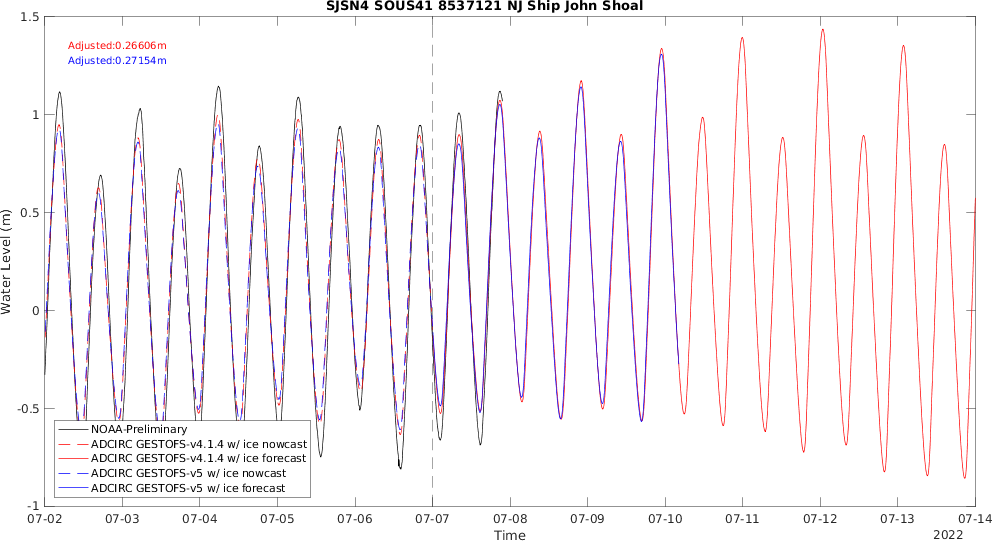 SJSN4 SOUS41 8537121 NJ Ship John Shoal
Adjusted:0.26606m
Adjusted:0.27154m
Water Level (m)
1.5
1
0.5
0
-0.5
-1
NOAA-Preliminary
ADCIRC GESTOFS-v4.1.4 w/ ice nowcast
ADCIRC GESTOFS-v4.1.4 w/ ice forecast
ADCIRC GESTOFS-v5 w/ ice nowcast
ADCIRC GESTOFS-v5 w/ ice forecast
07-02 07-03 07-04 07-05 07-06 07-07 07-08 07-09 07-10 07-11 07-12 07-13 07-14
Time
2022